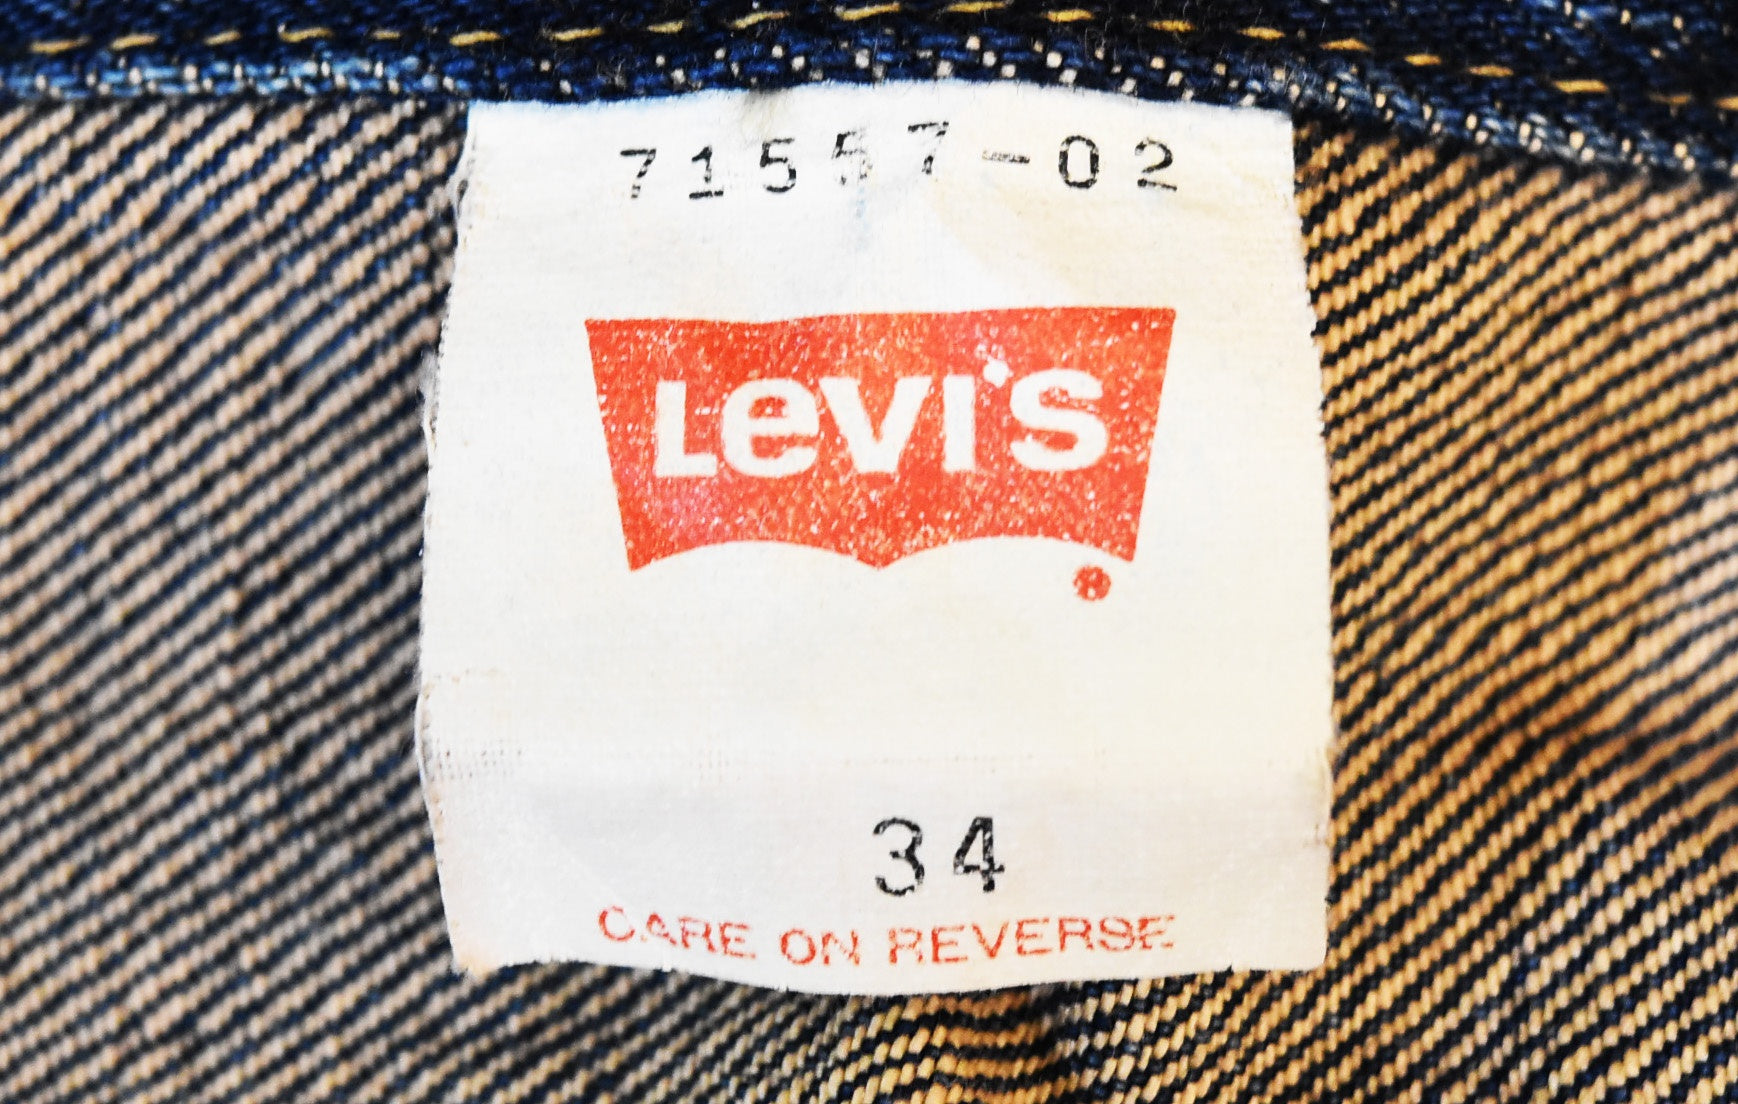 71557-02
Levi's
®
34
CARE ON REVERSE